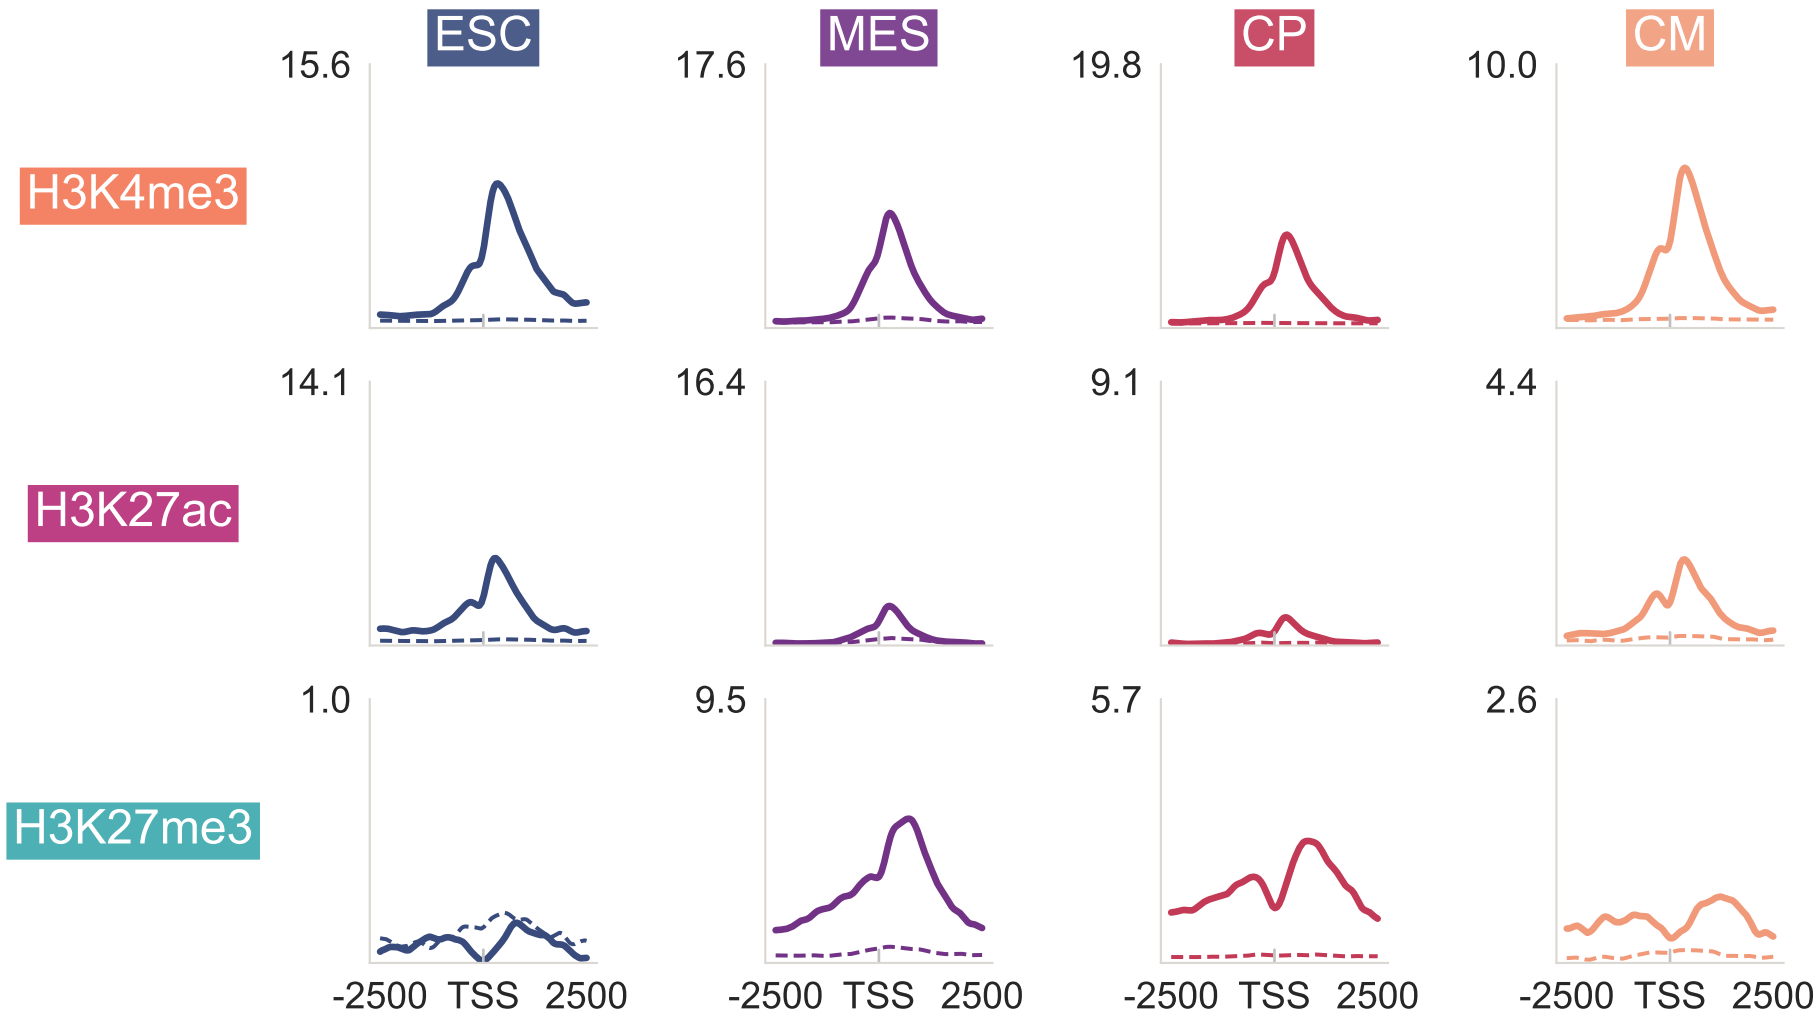 ESC MES CP CM
15.6 17.6 19.8 10.0
H3K4me3
14.1 16.4 9.1 4.4
H3K27ac
1.0 9.5 5.7 2.6
H3K27me3
-2500 TSS 2500 -2500 TSS 2500 -2500 TSS 2500 -2500 TSS 2500